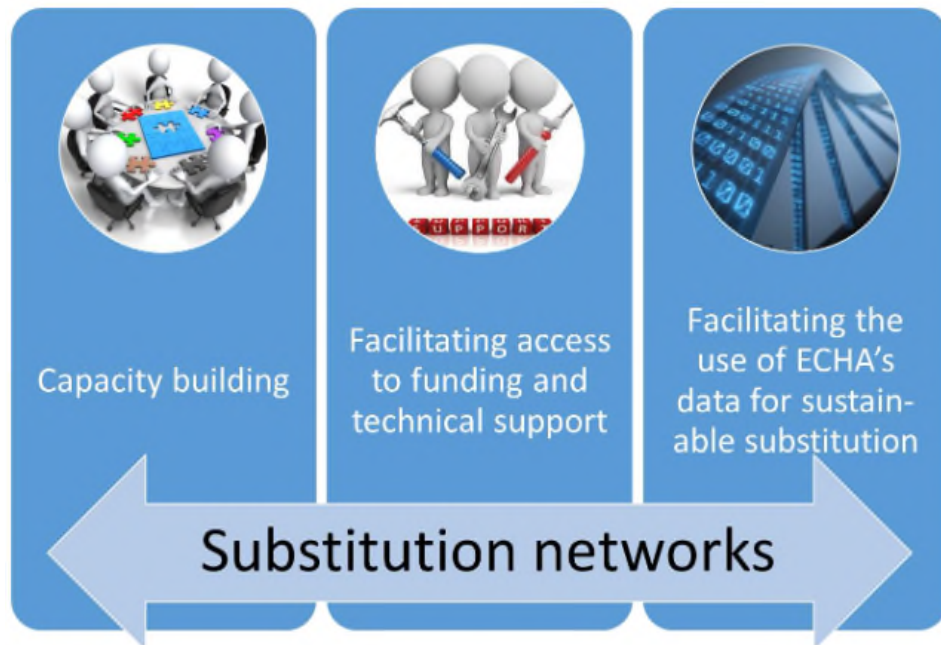 SUPPORT
Capacity building
Facilitating access
to funding and
technical support
Facilitating the
use of ECHA's
data for sustain-
able substitution
Substitution networks